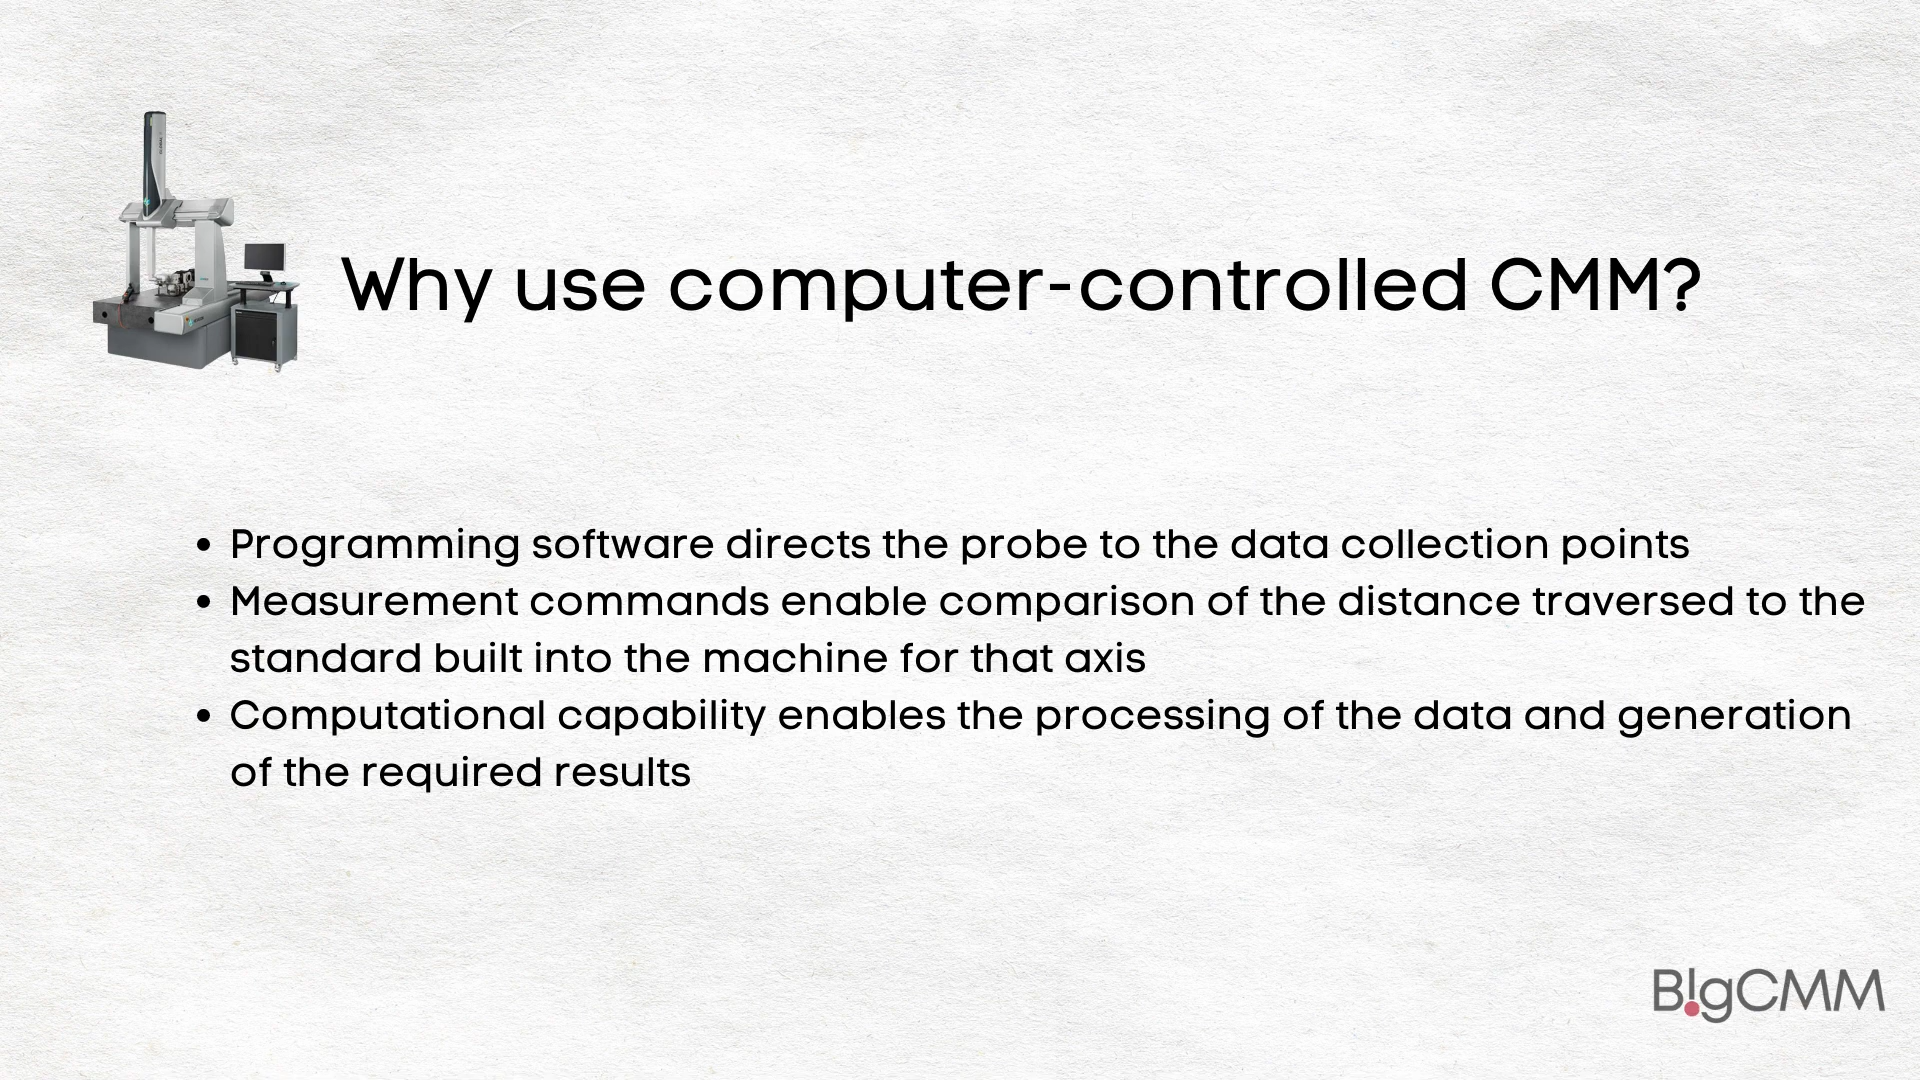 Why use computer-controlled CMM?
• Programming software directs the probe to the data collection points
• Measurement commands enable comparison of the distance traversed to the
standard built into the machine for that axis
• Computational capability enables the processing of the data and generation
of the required results
B!gCMM